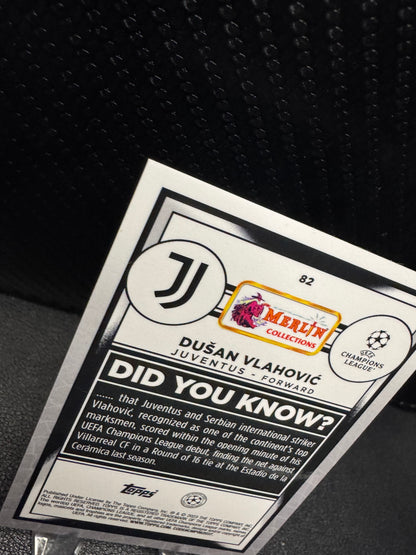 82
MERLIN
COLLECTIONS
UEFA
CHAMPIONS
LEAGUE
DUŠAN VLAHOVIĆ
JUVENTUS - FORWARD
DID YOU KNOW?
...... that Juventus and Serbian international striker
Vlahović, recognized as one of the continent's top
marksmen, scored within the opening minute of his
UEFA Champions League debut, finding the net against
Villarreal CF in a Round of 16 tie at the Estadio de la
Cerámica last season.
TOPPS